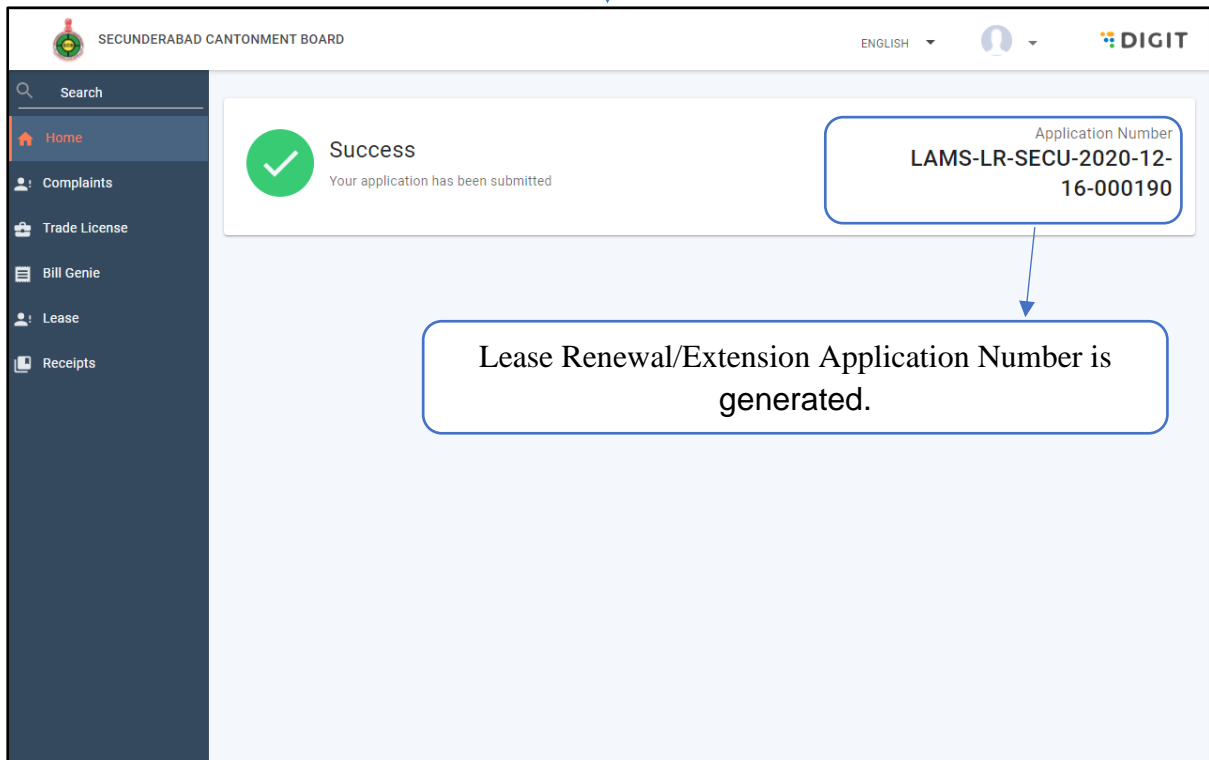 SECUNDERABAD CANTONMENT BOARD
ENGLISH
DIGIT
Search
Home
Complaints
Trade License
Bill Genie
Lease
Receipts
Success
Your application has been submitted
Application Number
LAMS-LR-SECU-2020-12-
16-000190
Lease Renewal/Extension Application Number is
generated.